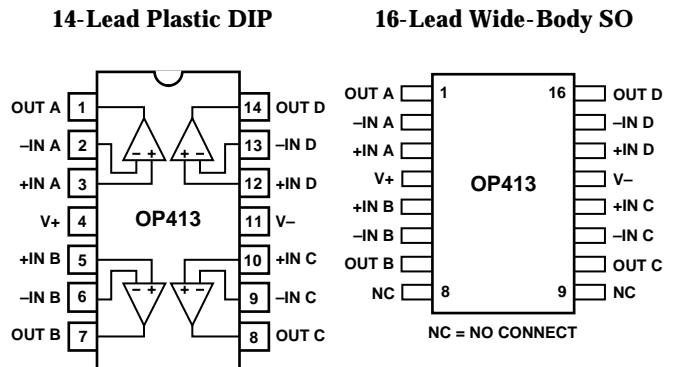 14-Lead Plastic DIP
16-Lead Wide-Body SO
OUT A 1 14 OUT D
–IN A 2 13 –IN D
– + – +
+IN A 3 12 +IN D
V+ 4 OP413 11 V–
+IN B 5 10 +IN C
– + – +
–IN B 6 9 –IN C
OUT B 7 8 OUT C
OUT A 1 16 OUT D
–IN A –IN D
+IN A +IN D
V+ V–
OP413
+IN B +IN C
–IN B –IN C
OUT B OUT C
NC 8 9 NC
NC = NO CONNECT